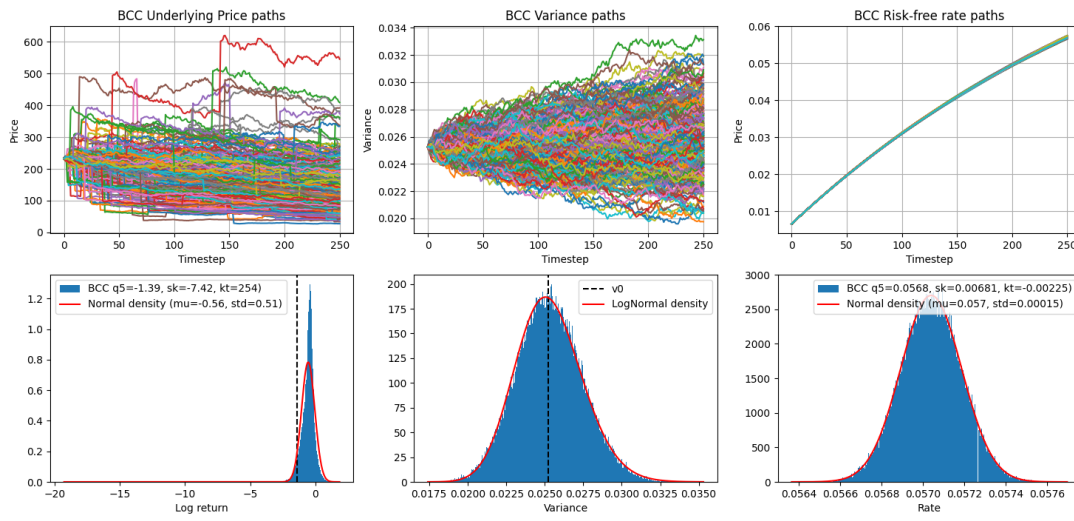 BCC Underlying Price paths
600
500
400
300
200
100
0
Price
0 50 100 150 200 250
Timestep
BCC Variance paths
0.034
0.032
0.030
0.028
0.026
0.024
0.022
0.020
Variance
0 50 100 150 200 250
Timestep
BCC Risk-free rate paths
0.06
0.05
0.04
0.03
0.02
0.01
Price
0 50 100 150 200 250
Timestep
BCC q5=-1.39, sk=-7.42, kt=254)
Normal density (mu=-0.56, std=0.51)
1.2
1.0
0.8
0.6
0.4
0.2
0.0
−20 −15 −10 −5 0
Log return
v0
LogNormal density
200
175
150
125
100
75
50
25
0
0.0175 0.0200 0.0225 0.0250 0.0275 0.0300 0.0325 0.0350
Variance
BCC q5=0.0568, sk=0.00681, kt=-0.00225)
Normal density (mu=0.057, std=0.00015)
3000
2500
2000
1500
1000
500
0
0.0564 0.0566 0.0568 0.0570 0.0572 0.0574 0.0576
Rate